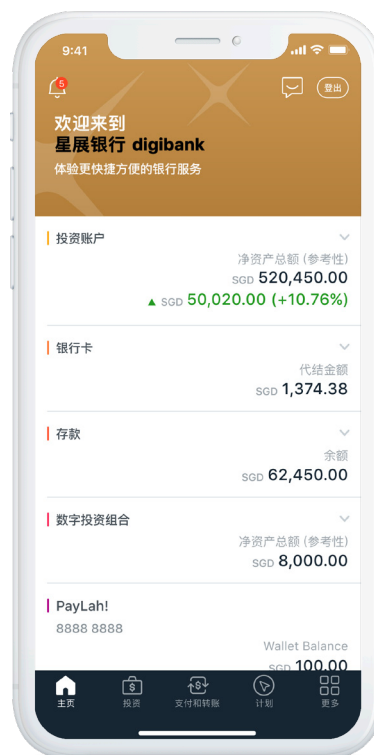 9:41
5
登出
欢迎来到
星展银行 digibank
体验更快捷方便的银行服务
投资账户
净资产总额 (参考性)
SGD 520,450.00
▲ SGD 50,020.00 (+10.76%)
银行卡
代结金额
SGD 1,374.38
存款
余额
SGD 62,450.00
数字投资组合
净资产总额 (参考性)
SGD 8,000.00
PayLah!
8888 8888
Wallet Balance
SGD 100.00
主页 投资 支付和转账 计划 更多